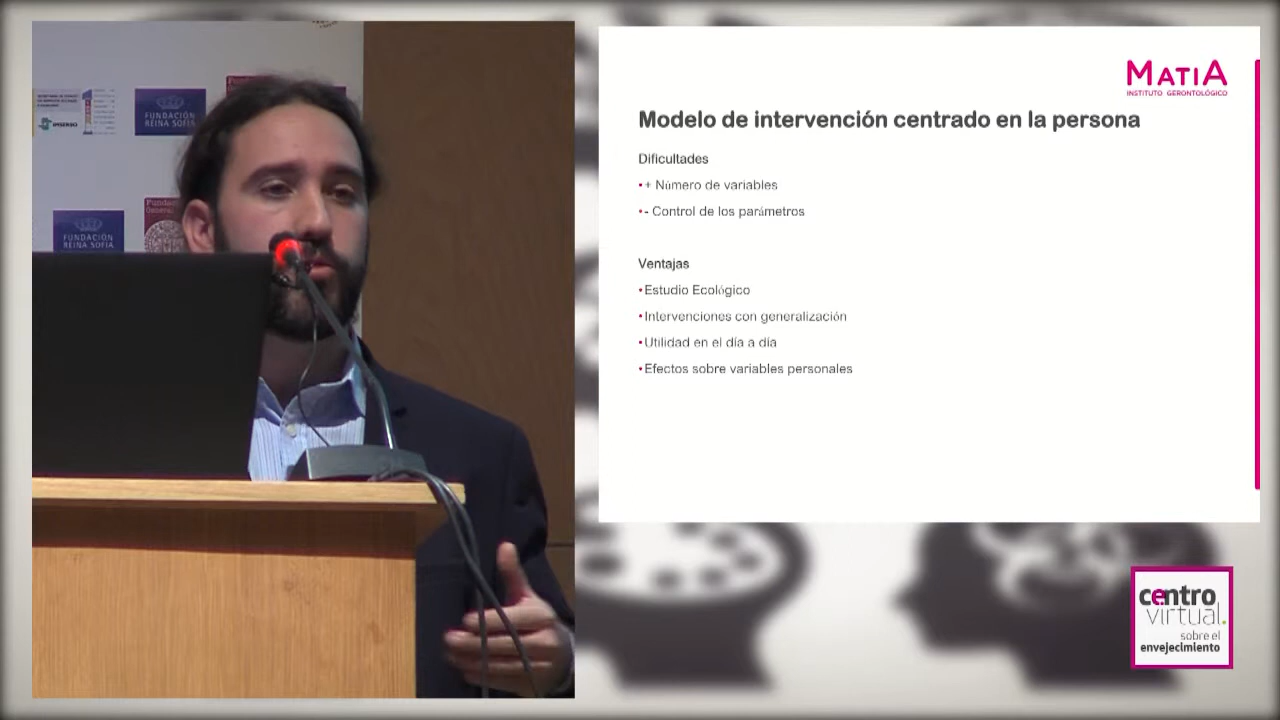 FUNDACIÓN
REINA SOFÍA
FUNDACIÓN
REINA SOFÍA
imserso
MATIA
INSTITUTO GERONTOLÓGICO
Modelo de intervención centrado en la persona
Dificultades
•+ Número de variables
•- Control de los parámetros
Ventajas
•Estudio Ecológico
•Intervenciones con generalización
•Utilidad en el día a día
•Efectos sobre variables personales
centro
virtual.
sobre el
envejecimiento